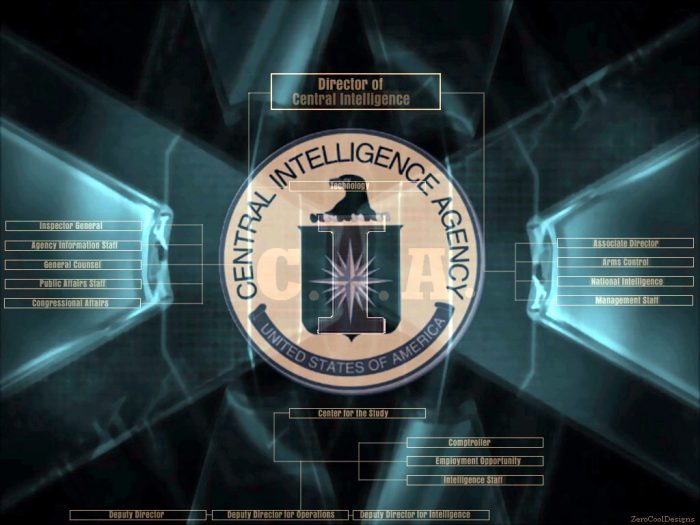 Director of
Central Intelligence
CENTRAL INTELLIGENCE AGENCY
Technology
C.I.A.
UNITED STATES OF AMERICA
Inspector General
Agency Information Staff
General Counsel
Public Affairs Staff
Congressional Affairs
Associate Director
Arms Control
National Intelligence
Management Staff
Center for the Study
Comptroller
Employment Opportunity
Intelligence Staff
Deputy Director
Deputy Director for Operations
Deputy Director for Intelligence
ZeroCoolDesigns